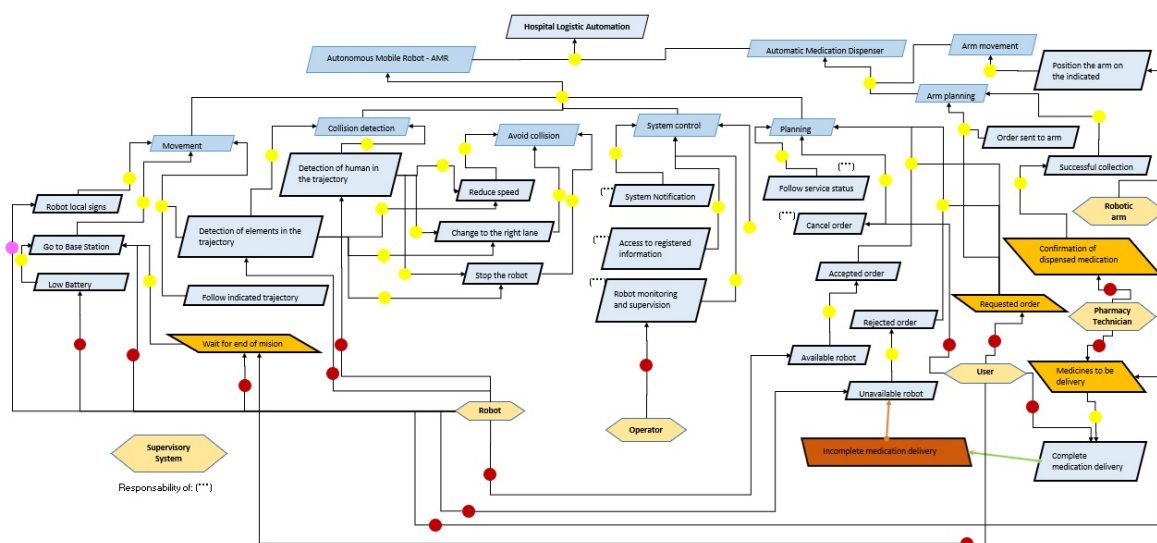 Hospital Logistic Automation
Autonomous Mobile Robot - AMR
Automatic Medication Dispenser
Arm movement
Position the arm on
the indicated
Arm planning
Collision detection
Avoid collision
System control
Planning
Movement
Order sent to arm
Detection of human in
the trajectory
Successful collection
(***)
Reduce speed
(***)
System Notification
Follow service status
Robot local signs
Robotic
arm
(***)
Cancel order
Detection of elements in the
trajectory
Change to the right lane
(***)
Access to registered
information
Go to Base Station
Confirmation of
dispensed medication
Accepted order
Stop the robot
(***)
Robot monitoring
and supervision
Low Battery
Follow indicated trajectory
Requested order
Pharmacy
Technician
Rejected order
Wait for end of mision
Available robot
User
Medicines to be
delivery
Unavailable robot
Robot
Operator
Supervisory
System
Incomplete medication delivery
Complete
medication delivery
Responsability of: (***)